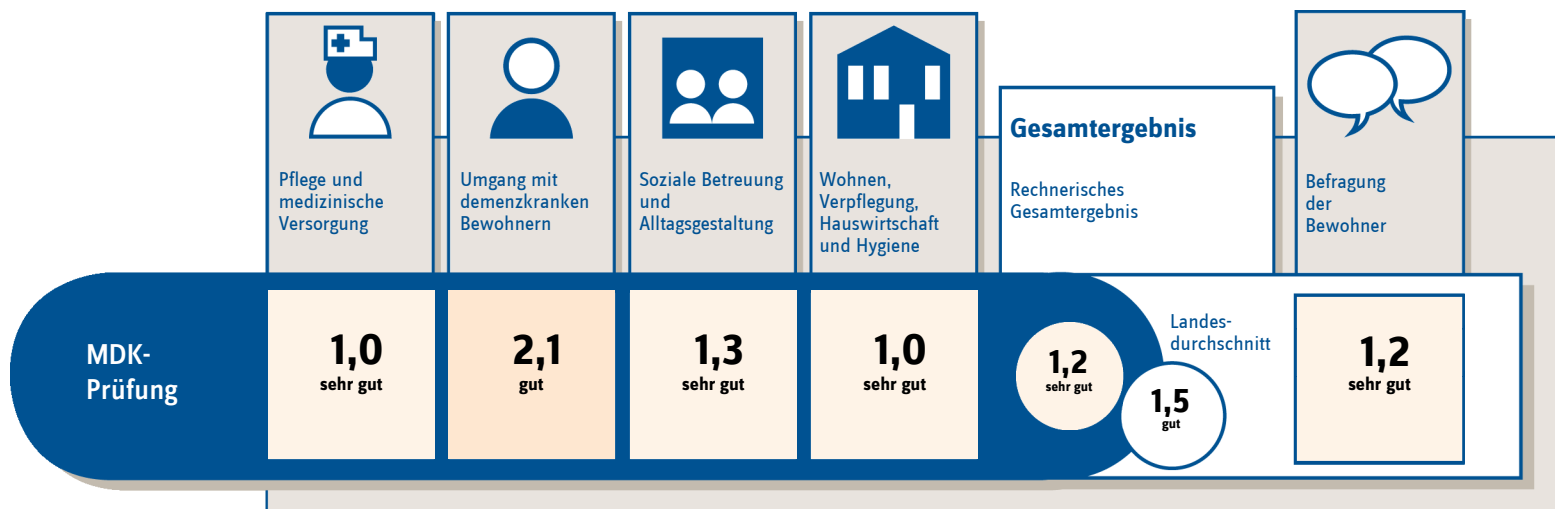 Pflege und
medizinische
Versorgung
Umgang mit
demenzkranken
Bewohnern
Soziale Betreuung
und
Alltagsgestaltung
Wohnen,
Verpflegung,
Hauswirtschaft
und Hygiene
Gesamtergebnis
Rechnerisches
Gesamtergebnis
Befragung
der
Bewohner
MDK-
Prüfung
1,0
sehr gut
2,1
gut
1,3
sehr gut
1,0
sehr gut
1,2
sehr gut
Landes-
durchschnitt
1,5
gut
1,2
sehr gut